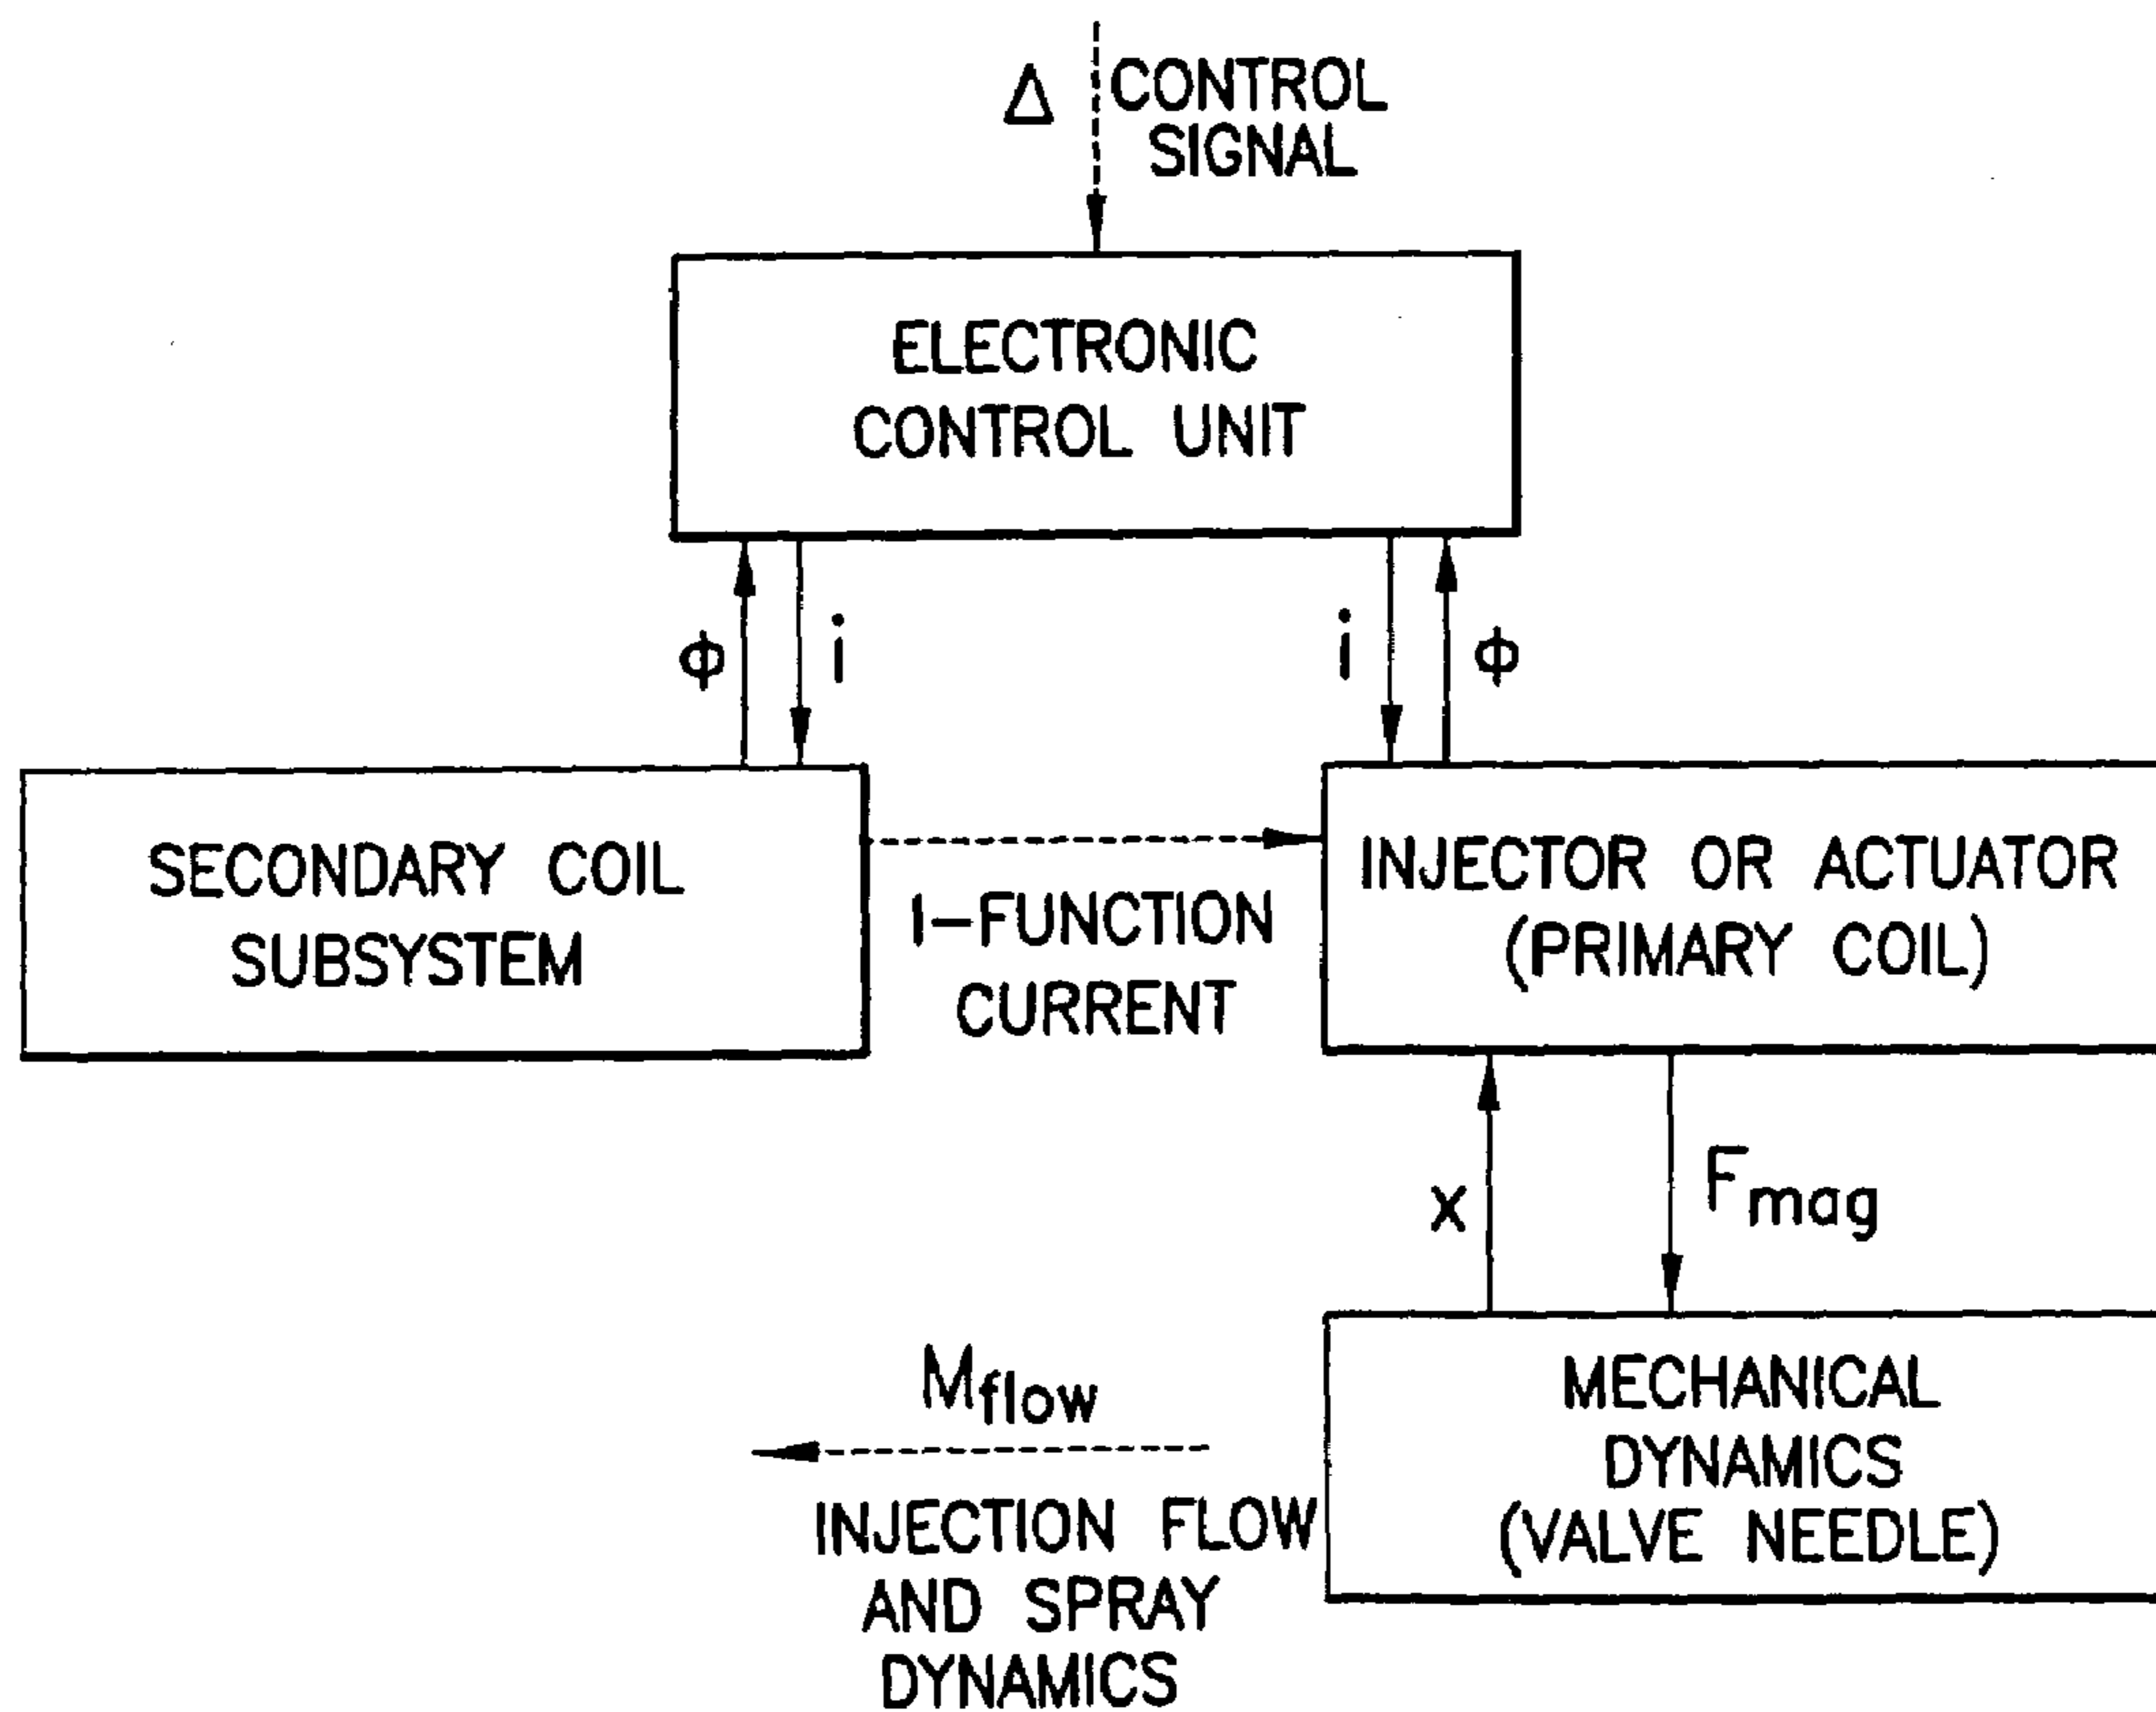 Δ CONTROL
SIGNAL
ELECTRONIC
CONTROL UNIT
ϕ i i ϕ
SECONDARY COIL
SUBSYSTEM
I-FUNCTION
CURRENT
INJECTOR OR ACTUATOR
(PRIMARY COIL)
x Fmag
MECHANICAL
DYNAMICS
(VALVE NEEDLE)
Mflow
INJECTION FLOW
AND SPRAY
DYNAMICS